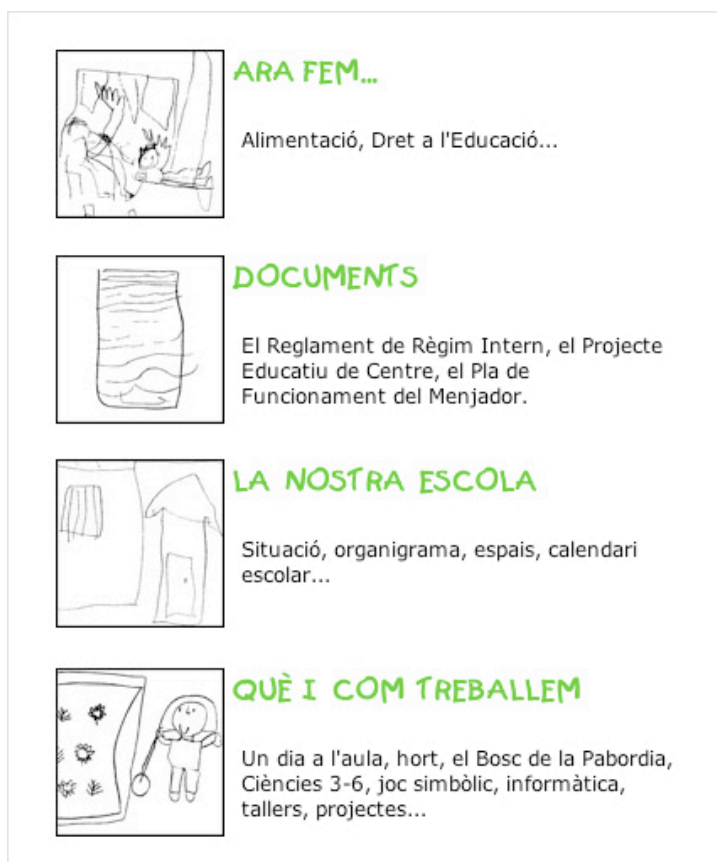 ARA FEM...
Alimentació, Dret a l'Educació...
DOCUMENTS
El Reglament de Règim Intern, el Projecte
Educatiu de Centre, el Pla de
Funcionament del Menjador.
LA NOSTRA ESCOLA
Situació, organigrama, espais, calendari
escolar...
QUÈ I COM TREBALLEM
Un dia a l'aula, hort, el Bosc de la Pabordia,
Ciències 3-6, joc simbòlic, informàtica,
tallers, projectes...